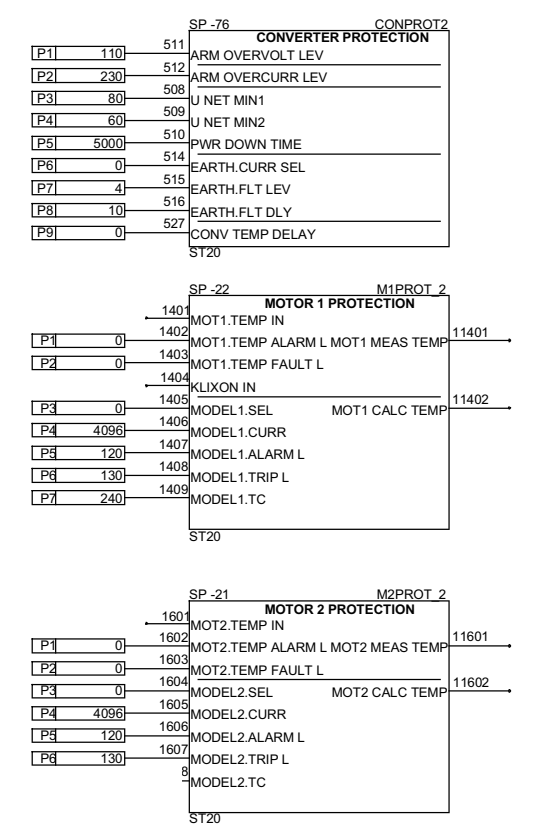 SP -76 CONPROT2
CONVERTER PROTECTION
P1 110 511 ARM OVERVOLT LEV
P2 230 512 ARM OVERCURR LEV
P3 80 508 U NET MIN1
P4 60 509 U NET MIN2
P5 5000 510 PWR DOWN TIME
P6 0 514 EARTH.CURR SEL
P7 4 515 EARTH.FLT LEV
P8 10 516 EARTH.FLT DLY
P9 0 527 CONV TEMP DELAY
ST20
SP -22 M1PROT_2
MOTOR 1 PROTECTION
1401 MOT1.TEMP IN
P1 0 1402 MOT1.TEMP ALARM L MOT1 MEAS TEMP 11401
P2 0 1403 MOT1.TEMP FAULT L
1404 KLIXON IN
P3 0 1405 MODEL1.SEL MOT1 CALC TEMP 11402
P4 4096 1406 MODEL1.CURR
P5 120 1407 MODEL1.ALARM L
P6 130 1408 MODEL1.TRIP L
P7 240 1409 MODEL1.TC
ST20
SP -21 M2PROT_2
MOTOR 2 PROTECTION
1601 MOT2.TEMP IN
P1 0 1602 MOT2.TEMP ALARM L MOT2 MEAS TEMP 11601
P2 0 1603 MOT2.TEMP FAULT L
P3 0 1604 MODEL2.SEL MOT2 CALC TEMP 11602
P4 4096 1605 MODEL2.CURR
P5 120 1606 MODEL2.ALARM L
P6 130 1607 MODEL2.TRIP L
8 MODEL2.TC
ST20